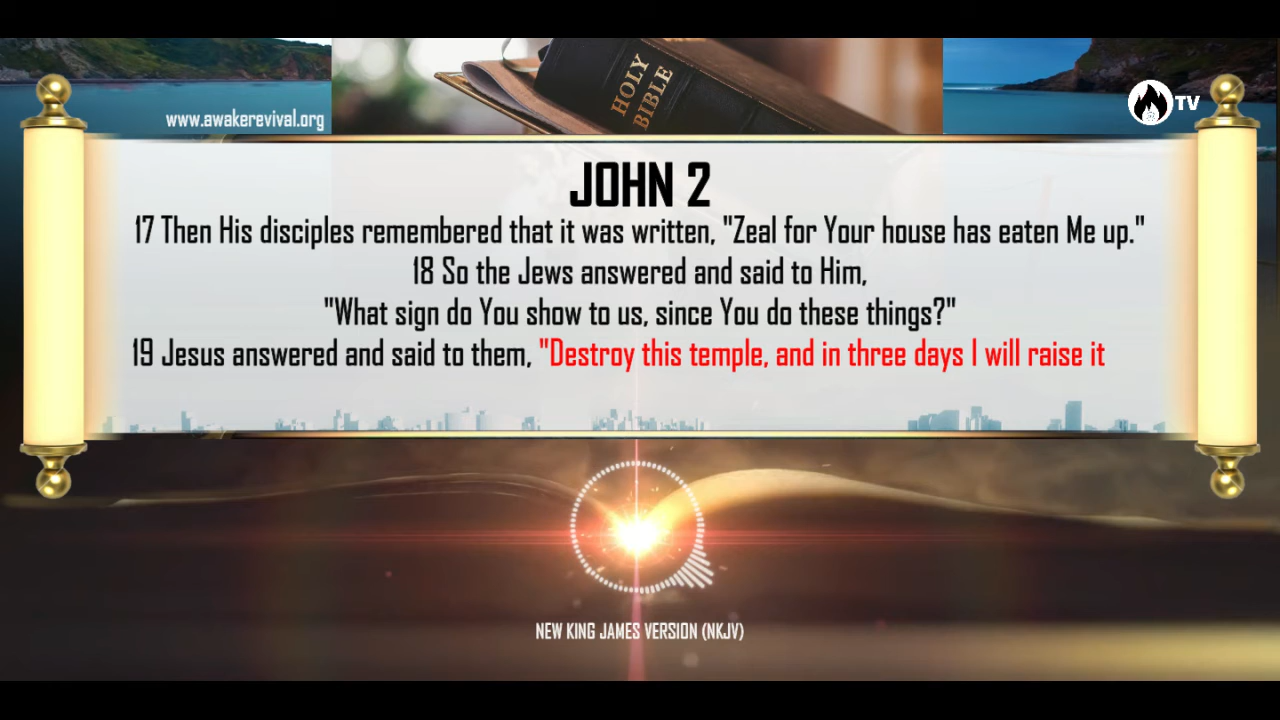 www.awakerevival.org
HOLY
BIBLE
TV
JOHN 2
17 Then His disciples remembered that it was written, "Zeal for Your house has eaten Me up."
18 So the Jews answered and said to Him,
"What sign do You show to us, since You do these things?"
19 Jesus answered and said to them, "Destroy this temple, and in three days I will raise it
NEW KING JAMES VERSION (NKJV)